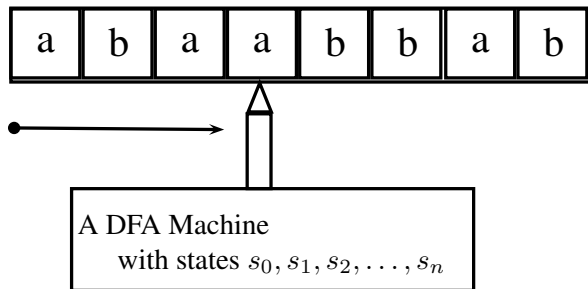 a b a a b b a b
A DFA Machine
with states s₀, s₁, s₂, . . . , sₙ